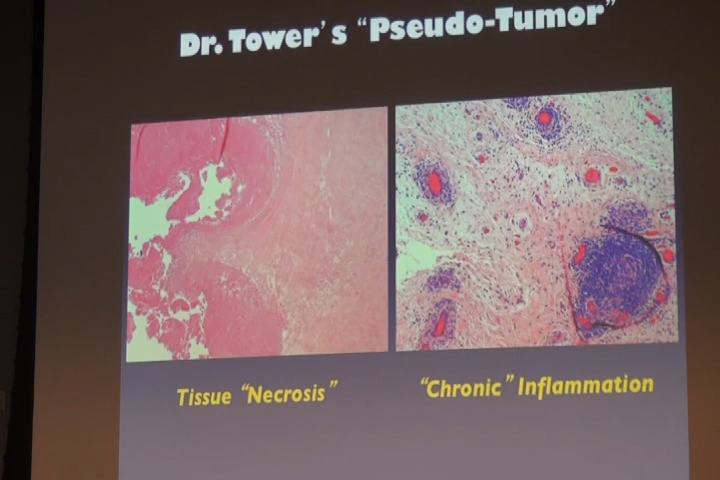 Dr. Tower's “Pseudo-Tumor”
Tissue “Necrosis”
“Chronic” Inflammation